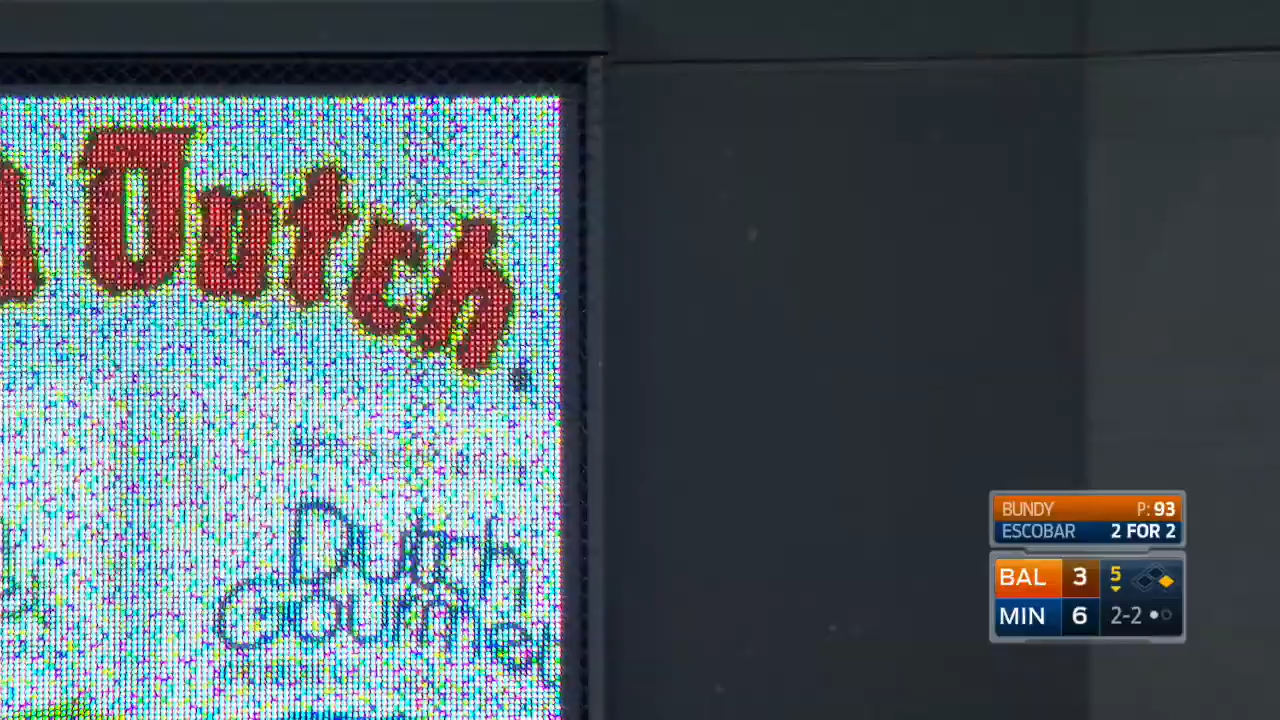 Dutch
Dutch
BUNDY P: 93
ESCOBAR 2 FOR 2
BAL 3 5
MIN 6 2-2